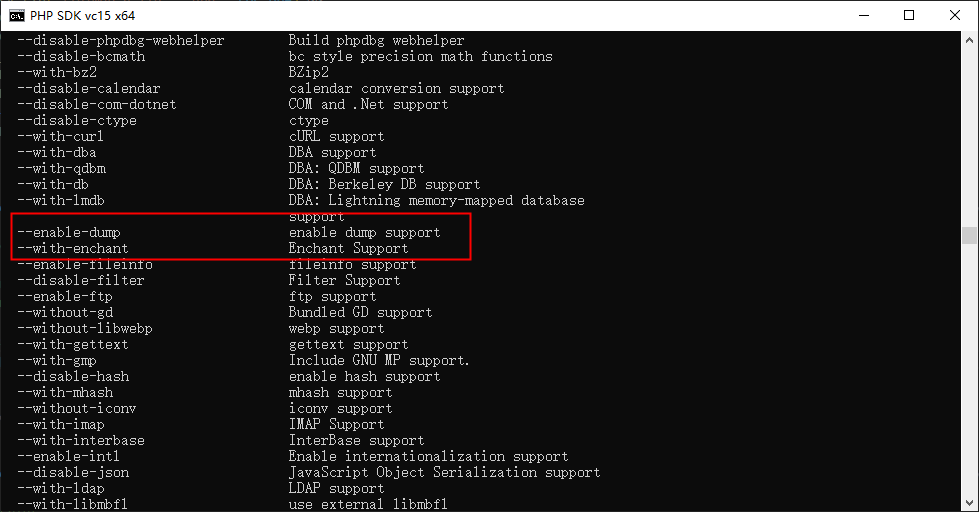 PHP SDK vc15 x64
--disable-phpdbg-webhelper Build phpdbg webhelper
--disable-bcmath bc style precision math functions
--with-bz2 BZip2
--disable-calendar calendar conversion support
--disable-com-dotnet COM and .Net support
--disable-ctype ctype
--with-curl cURL support
--with-dba DBA support
--with-qdbm DBA: QDBM support
--with-db DBA: Berkeley DB support
--with-lmdb DBA: Lightning memory-mapped database
support
--enable-dump enable dump support
--with-enchant Enchant Support
--enable-fileinfo fileinfo support
--disable-filter Filter Support
--enable-ftp ftp support
--without-gd Bundled GD support
--without-libwebp webp support
--with-gettext gettext support
--with-gmp Include GNU MP support.
--disable-hash enable hash support
--with-mhash mhash support
--without-iconv iconv support
--with-imap IMAP Support
--with-interbase InterBase support
--enable-intl Enable internationalization support
--disable-json JavaScript Object Serialization support
--with-ldap LDAP support
--with-libmbfl use external libmbfl